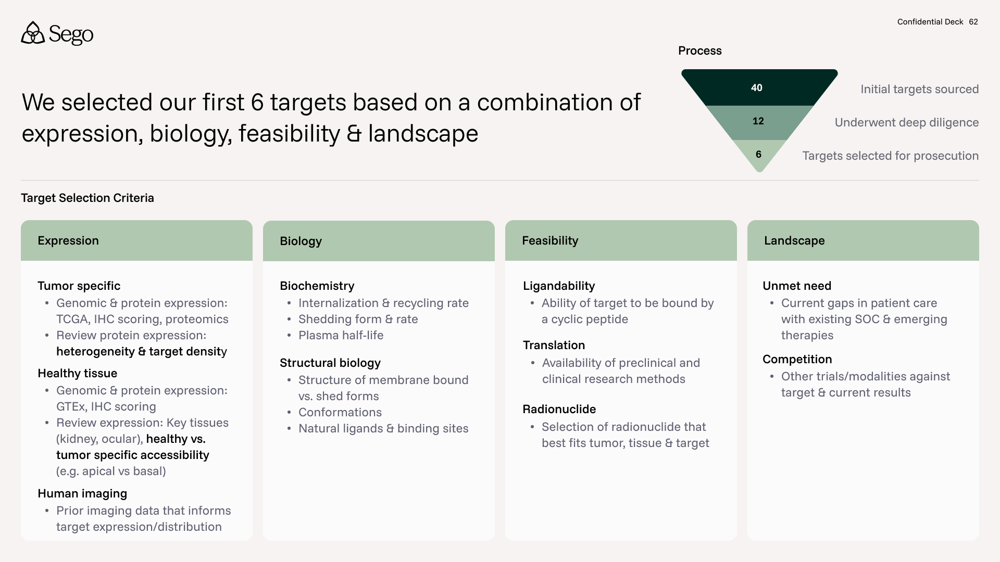 Sego
Confidential Deck 62
Process
We selected our first 6 targets based on a combination of
expression, biology, feasibility & landscape
40
Initial targets sourced
12
Underwent deep diligence
6
Targets selected for prosecution
Target Selection Criteria
Expression
Tumor specific
• Genomic & protein expression:
TCGA, IHC scoring, proteomics
• Review protein expression:
heterogeneity & target density
Healthy tissue
• Genomic & protein expression:
GTEx, IHC scoring
• Review expression: Key tissues
(kidney, ocular), healthy vs.
tumor specific accessibility
(e.g. apical vs basal)
Human imaging
• Prior imaging data that informs
target expression/distribution
Biology
Biochemistry
• Internalization & recycling rate
• Shedding form & rate
• Plasma half-life
Structural biology
• Structure of membrane bound
vs. shed forms
• Conformations
• Natural ligands & binding sites
Feasibility
Ligandability
• Ability of target to be bound by
a cyclic peptide
Translation
• Availability of preclinical and
clinical research methods
Radionuclide
• Selection of radionuclide that
best fits tumor, tissue & target
Landscape
Unmet need
• Current gaps in patient care
with existing SOC & emerging
therapies
Competition
• Other trials/modalities against
target & current results